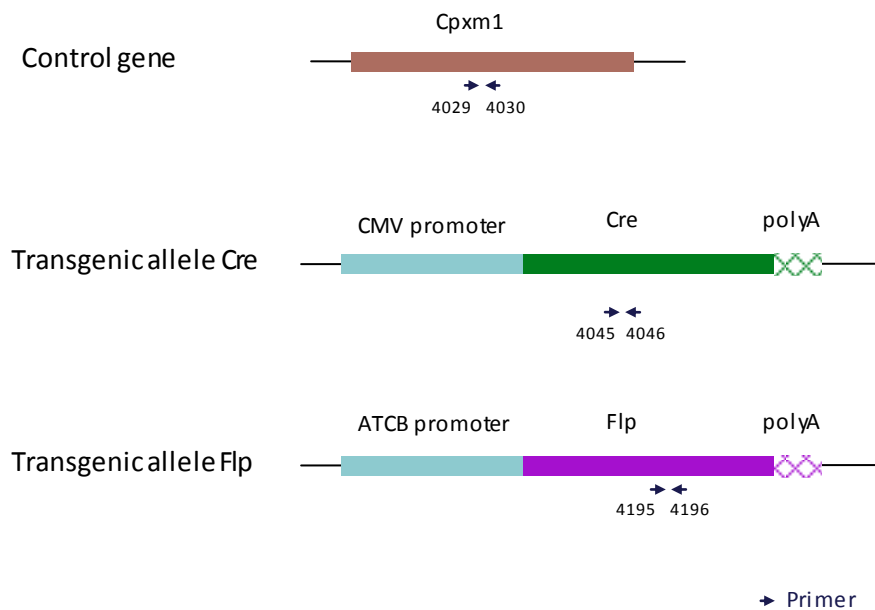 Cpxm1
Control gene
4029 4030
CMV promoter Cre polyA
Transgenic allele Cre
4045 4046
ATCB promoter Flp polyA
Transgenic allele Flp
4195 4196
Primer